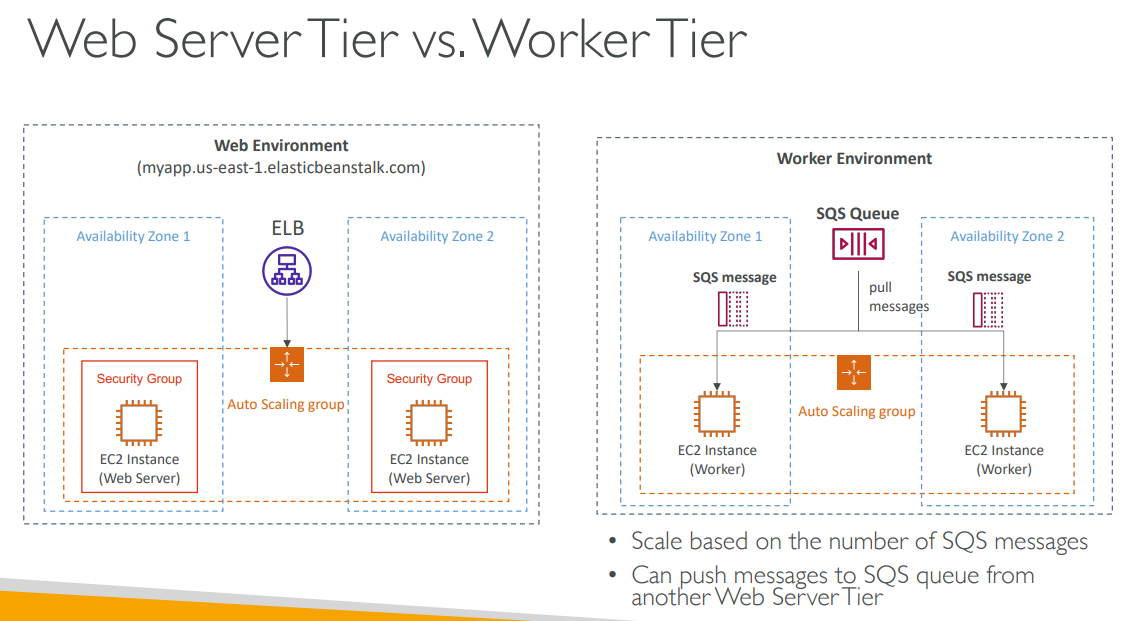 Web Server Tier vs. Worker Tier
Web Environment
(myapp.us-east-1.elasticbeanstalk.com)
Availability Zone 1
ELB
Availability Zone 2
Security Group
Security Group
Auto Scaling group
EC2 Instance
(Web Server)
EC2 Instance
(Web Server)
Worker Environment
SQS Queue
Availability Zone 1
Availability Zone 2
SQS message
SQS message
pull
messages
Auto Scaling group
EC2 Instance
(Worker)
EC2 Instance
(Worker)
• Scale based on the number of SQS messages
• Can push messages to SQS queue from
another Web Server Tier